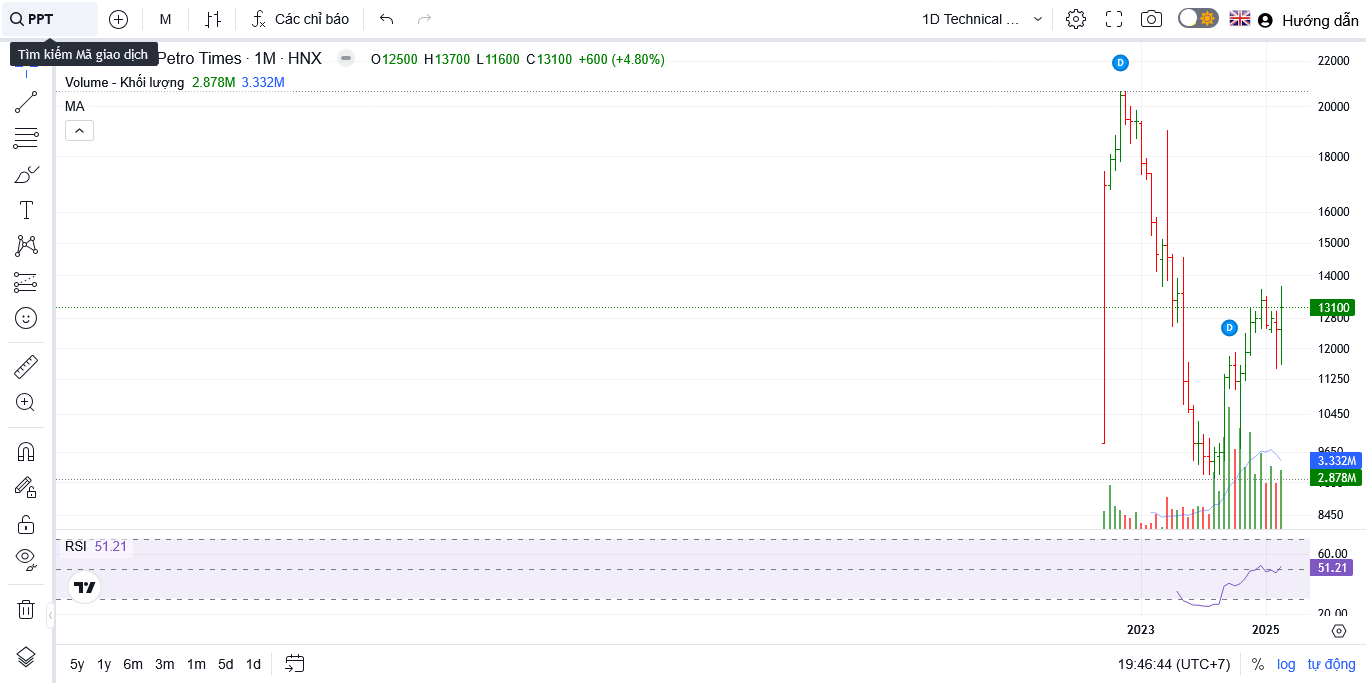 PPT M Các chỉ báo 1D Technical ... Hướng dẫn
Tìm kiếm Mã giao dịch
Petro Times · 1M · HNX O12500 H13700 L11600 C13100 +600 (+4.80%)
Volume - Khối lượng 2.878M 3.332M
MA
D
D
22000
20000
18000
16000
15000
14000
13100
12800
12000
11250
10450
9650
3.332M
2.878M
8450
RSI 51.21
60.00
51.21
20.00
2023 2025
5y 1y 6m 3m 1m 5d 1d 19:46:44 (UTC+7) % log tự động